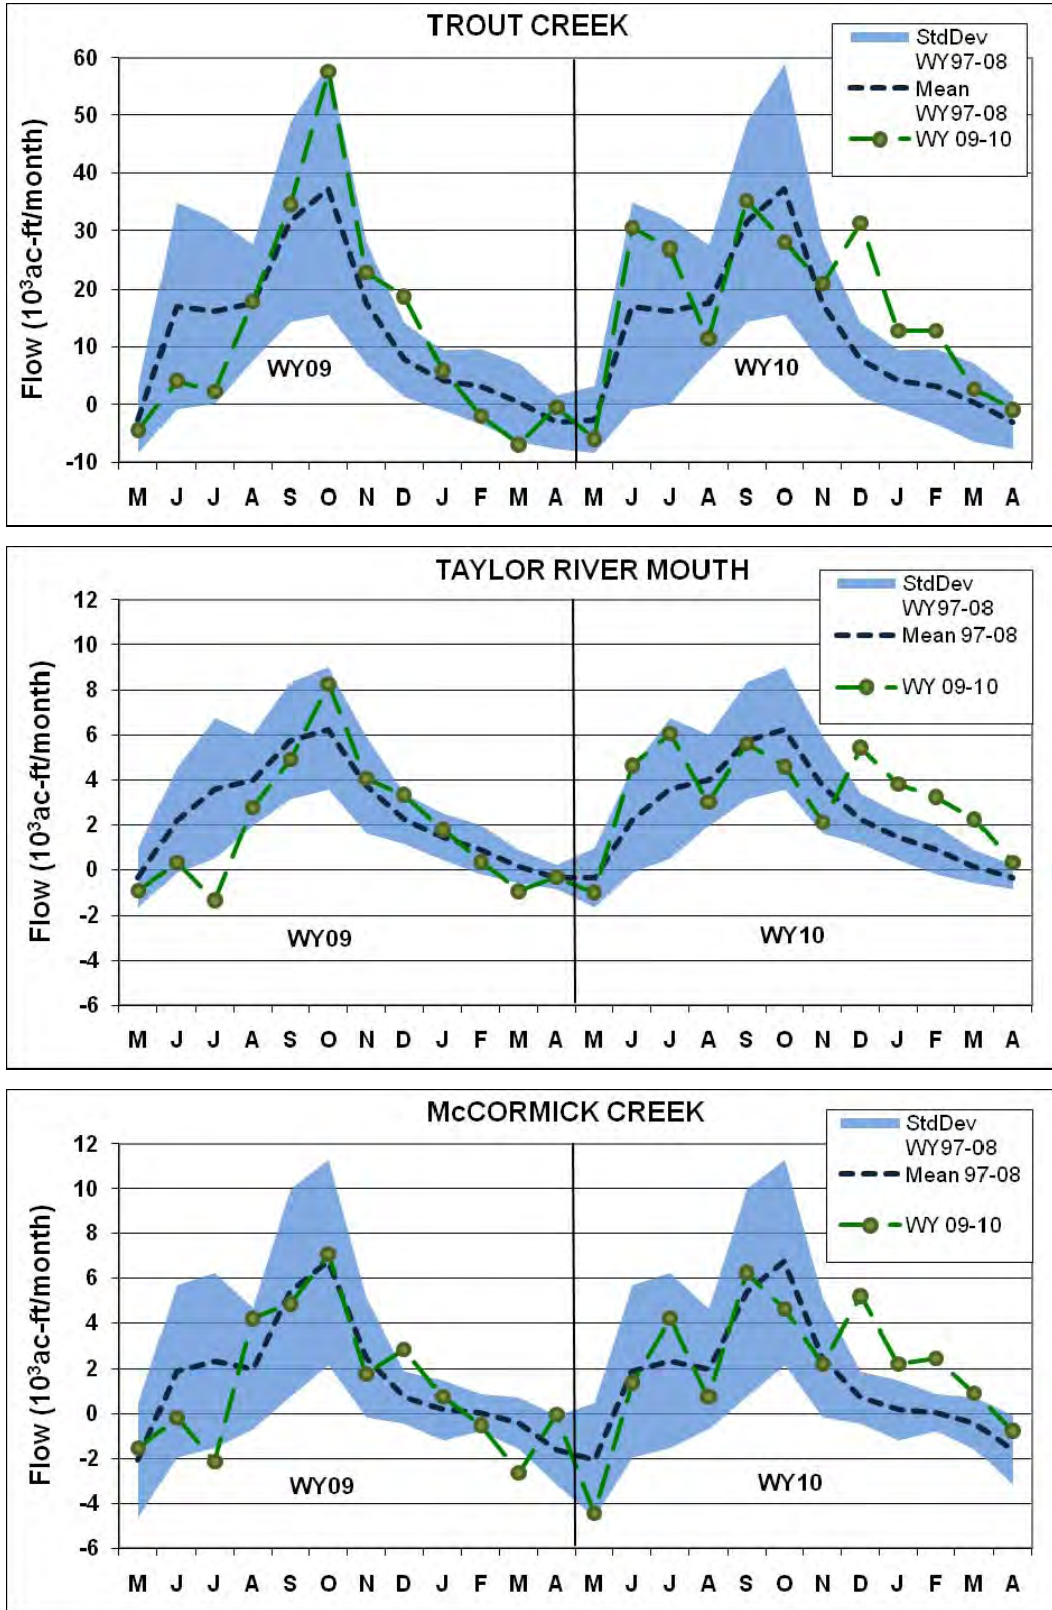 TROUT CREEK
StdDev
WY97-08
Mean
WY97-08
WY 09-10
Flow (10³ac-ft/month)
60
50
40
30
20
10
0
-10
WY09
WY10
M J J A S O N D J F M A M J J A S O N D J F M A
TAYLOR RIVER MOUTH
StdDev
WY97-08
Mean 97-08
WY 09-10
Flow (10³ac-ft/month)
12
10
8
6
4
2
0
-2
-4
-6
WY09
WY10
M J J A S O N D J F M A M J J A S O N D J F M A
McCORMICK CREEK
StdDev
WY97-08
Mean 97-08
WY 09-10
Flow (10³ac-ft/month)
12
10
8
6
4
2
0
-2
-4
-6
WY09
WY10
M J J A S O N D J F M A M J J A S O N D J F M A